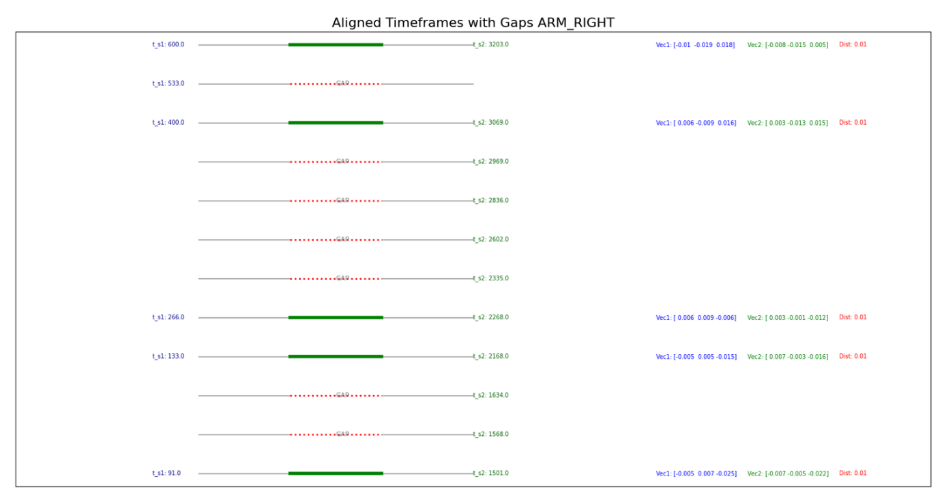 Aligned Timeframes with Gaps ARM_RIGHT
t_s1: 600.0 t_s2: 3203.0 Vec1: [-0.01 -0.019 0.018] Vec2: [-0.008 -0.015 0.005] Dist: 0.01
t_s1: 533.0 GAP
t_s1: 400.0 t_s2: 3069.0 Vec1: [ 0.006 -0.009 0.016] Vec2: [ 0.003 -0.013 0.015] Dist: 0.01
GAP t_s2: 2969.0
GAP t_s2: 2836.0
GAP t_s2: 2602.0
GAP t_s2: 2335.0
t_s1: 266.0 t_s2: 2268.0 Vec1: [ 0.006 0.009 -0.006] Vec2: [ 0.003 -0.001 -0.012] Dist: 0.01
t_s1: 133.0 t_s2: 2168.0 Vec1: [-0.005 0.005 -0.015] Vec2: [ 0.007 -0.003 -0.016] Dist: 0.01
GAP t_s2: 1634.0
GAP t_s2: 1568.0
t_s1: 91.0 t_s2: 1501.0 Vec1: [-0.005 0.007 -0.025] Vec2: [-0.007 -0.005 -0.022] Dist: 0.01